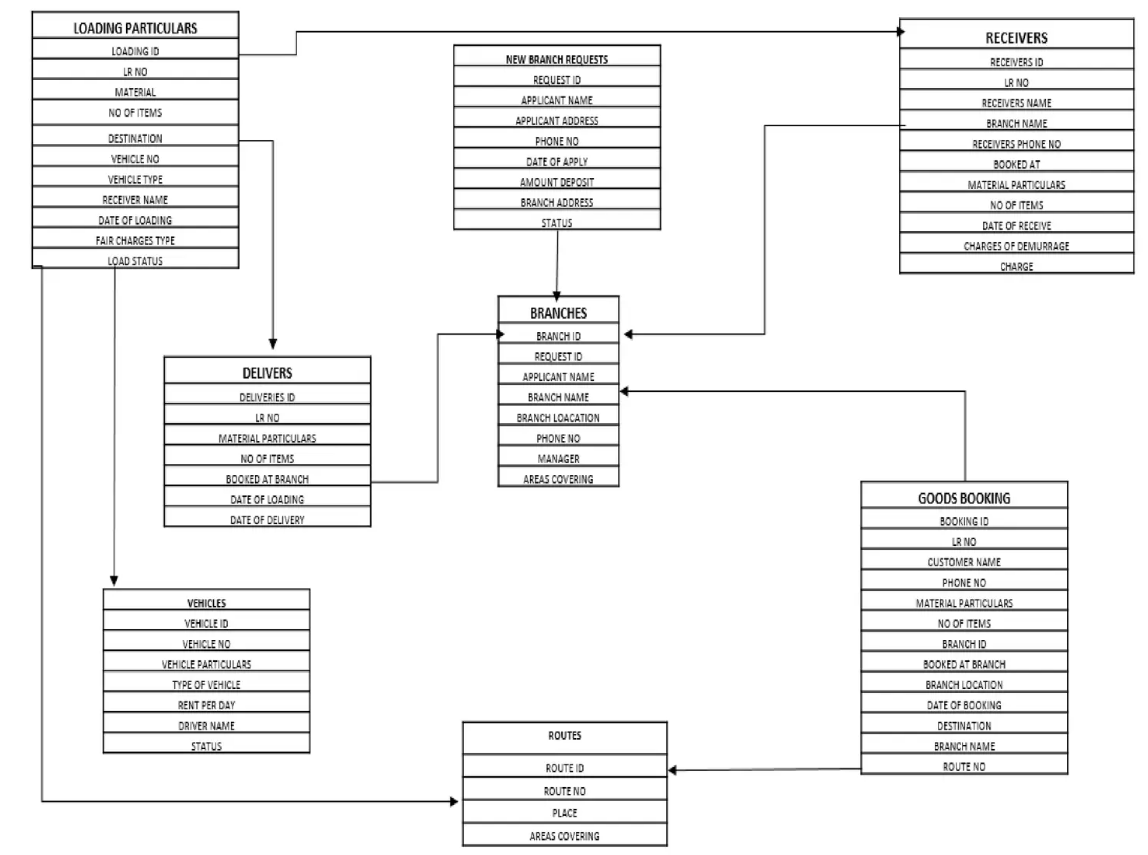 LOADING PARTICULARS
LOADING ID
LR NO
MATERIAL
NO OF ITEMS
DESTINATION
VEHICLE NO
VEHICLE TYPE
RECEIVER NAME
DATE OF LOADING
FAIR CHARGES TYPE
LOAD STATUS
NEW BRANCH REQUESTS
REQUEST ID
APPLICANT NAME
APPLICANT ADDRESS
PHONE NO
DATE OF APPLY
AMOUNT DEPOSIT
BRANCH ADDRESS
STATUS
RECEIVERS
RECEIVERS ID
LR NO
RECEIVERS NAME
BRANCH NAME
RECEIVERS PHONE NO
BOOKED AT
MATERIAL PARTICULARS
NO OF ITEMS
DATE OF RECEIVE
CHARGES OF DEMURRAGE
CHARGE
BRANCHES
BRANCH ID
REQUEST ID
APPLICANT NAME
BRANCH NAME
BRANCH LOACATION
PHONE NO
MANAGER
AREAS COVERING
DELIVERS
DELIVERIES ID
LR NO
MATERIAL PARTICULARS
NO OF ITEMS
BOOKED AT BRANCH
DATE OF LOADING
DATE OF DELIVERY
GOODS BOOKING
BOOKING ID
LR NO
CUSTOMER NAME
PHONE NO
MATERIAL PARTICULARS
NO OF ITEMS
BRANCH ID
BOOKED AT BRANCH
BRANCH LOCATION
DATE OF BOOKING
DESTINATION
BRANCH NAME
ROUTE NO
VEHICLES
VEHICLE ID
VEHICLE NO
VEHICLE PARTICULARS
TYPE OF VEHICLE
RENT PER DAY
DRIVER NAME
STATUS
ROUTES
ROUTE ID
ROUTE NO
PLACE
AREAS COVERING